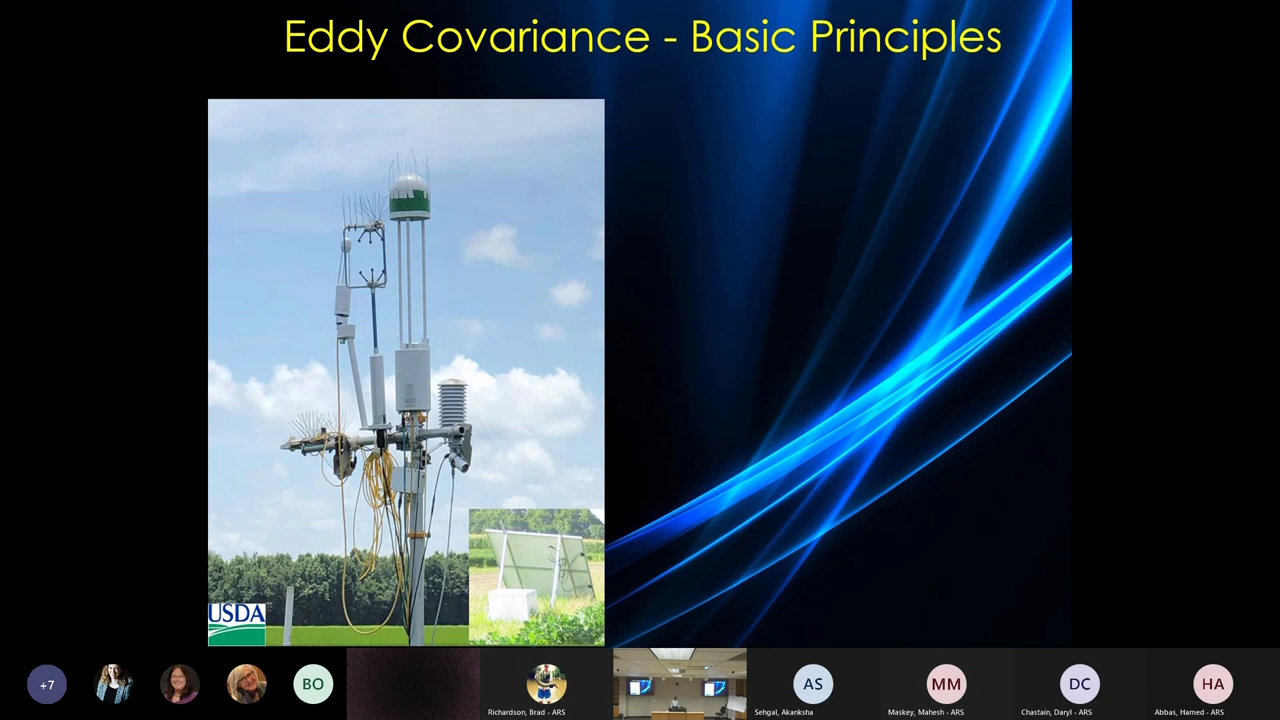 Eddy Covariance - Basic Principles
USDA
+7
BO
Richardson, Brad - ARS
AS
Sehgal, Akanksha
MM
Maskey, Mahesh - ARS
DC
Chastain, Daryl - ARS
HA
Abbas, Hamed - ARS